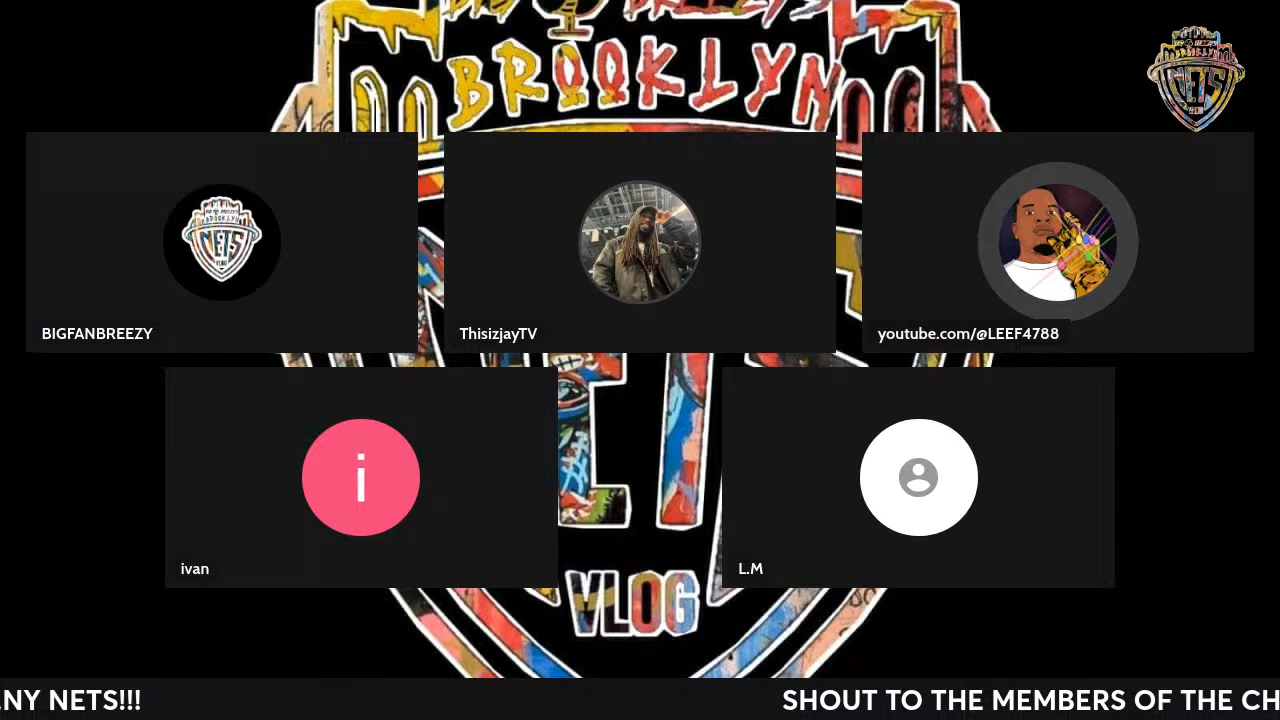 BROOKLYN
BIGFANBREEZY
ThisizjayTV
youtube.com/@LEEF4788
i
ivan
L.M
VLOG
NY NETS!!!
SHOUT TO THE MEMBERS OF THE CH